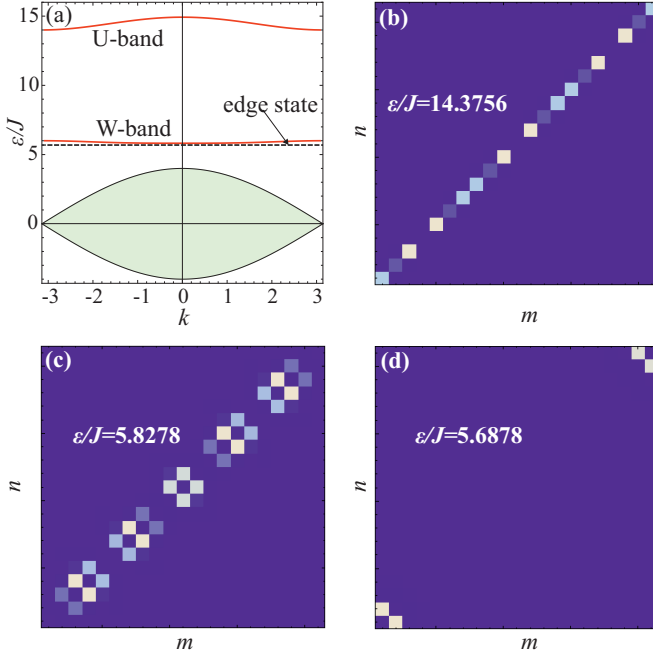 (a)
15
U-band
10
ε/J
edge state
W-band
5
0
-3 -2 -1 0 1 2 3
k
(b)
ε/J=14.3756
n
m
(c)
ε/J=5.8278
n
m
(d)
ε/J=5.6878
n
m